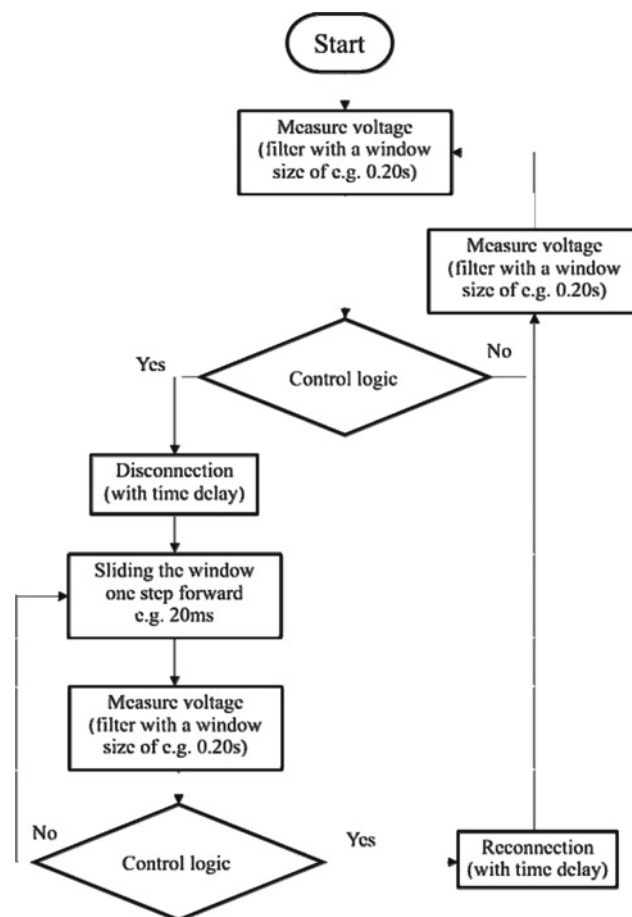 Start
Measure voltage
(filter with a window
size of e.g. 0.20s)
Measure voltage
(filter with a window
size of e.g. 0.20s)
Yes
No
Control logic
Disconnection
(with time delay)
Sliding the window
one step forward
e.g. 20ms
Measure voltage
(filter with a window
size of e.g. 0.20s)
No
Yes
Control logic
Reconnection
(with time delay)